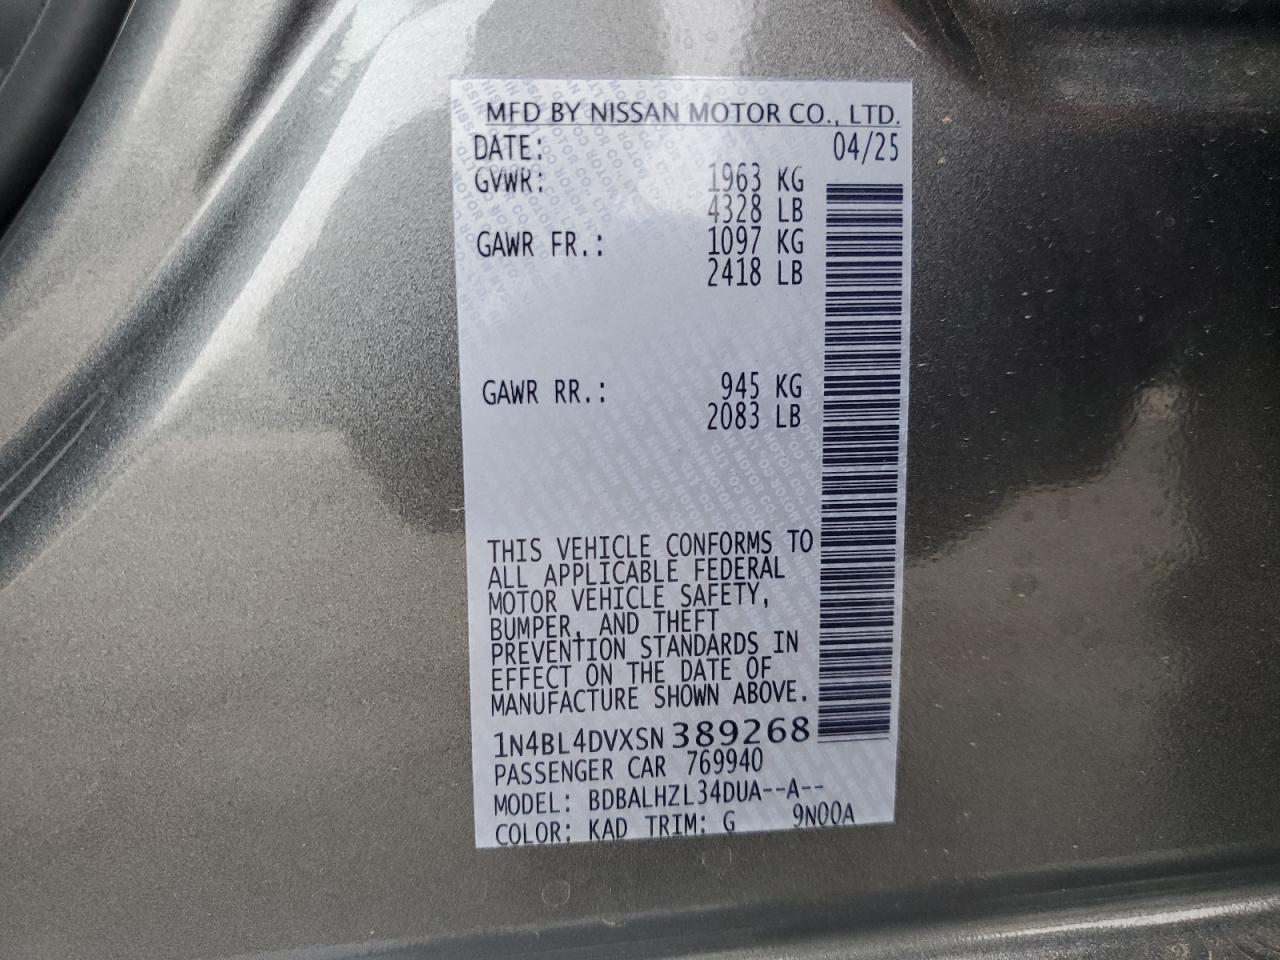 MFD BY NISSAN MOTOR CO., LTD.
DATE: 04/25
GVWR: 1963 KG
4328 LB
GAWR FR.: 1097 KG
2418 LB
GAWR RR.: 945 KG
2083 LB
THIS VEHICLE CONFORMS TO
ALL APPLICABLE FEDERAL
MOTOR VEHICLE SAFETY,
BUMPER, AND THEFT
PREVENTION STANDARDS IN
EFFECT ON THE DATE OF
MANUFACTURE SHOWN ABOVE.
1N4BL4DVXSN389268
PASSENGER CAR 769940
MODEL: BDBALHZL34DUA--A--
COLOR: KAD TRIM: G 9N00A